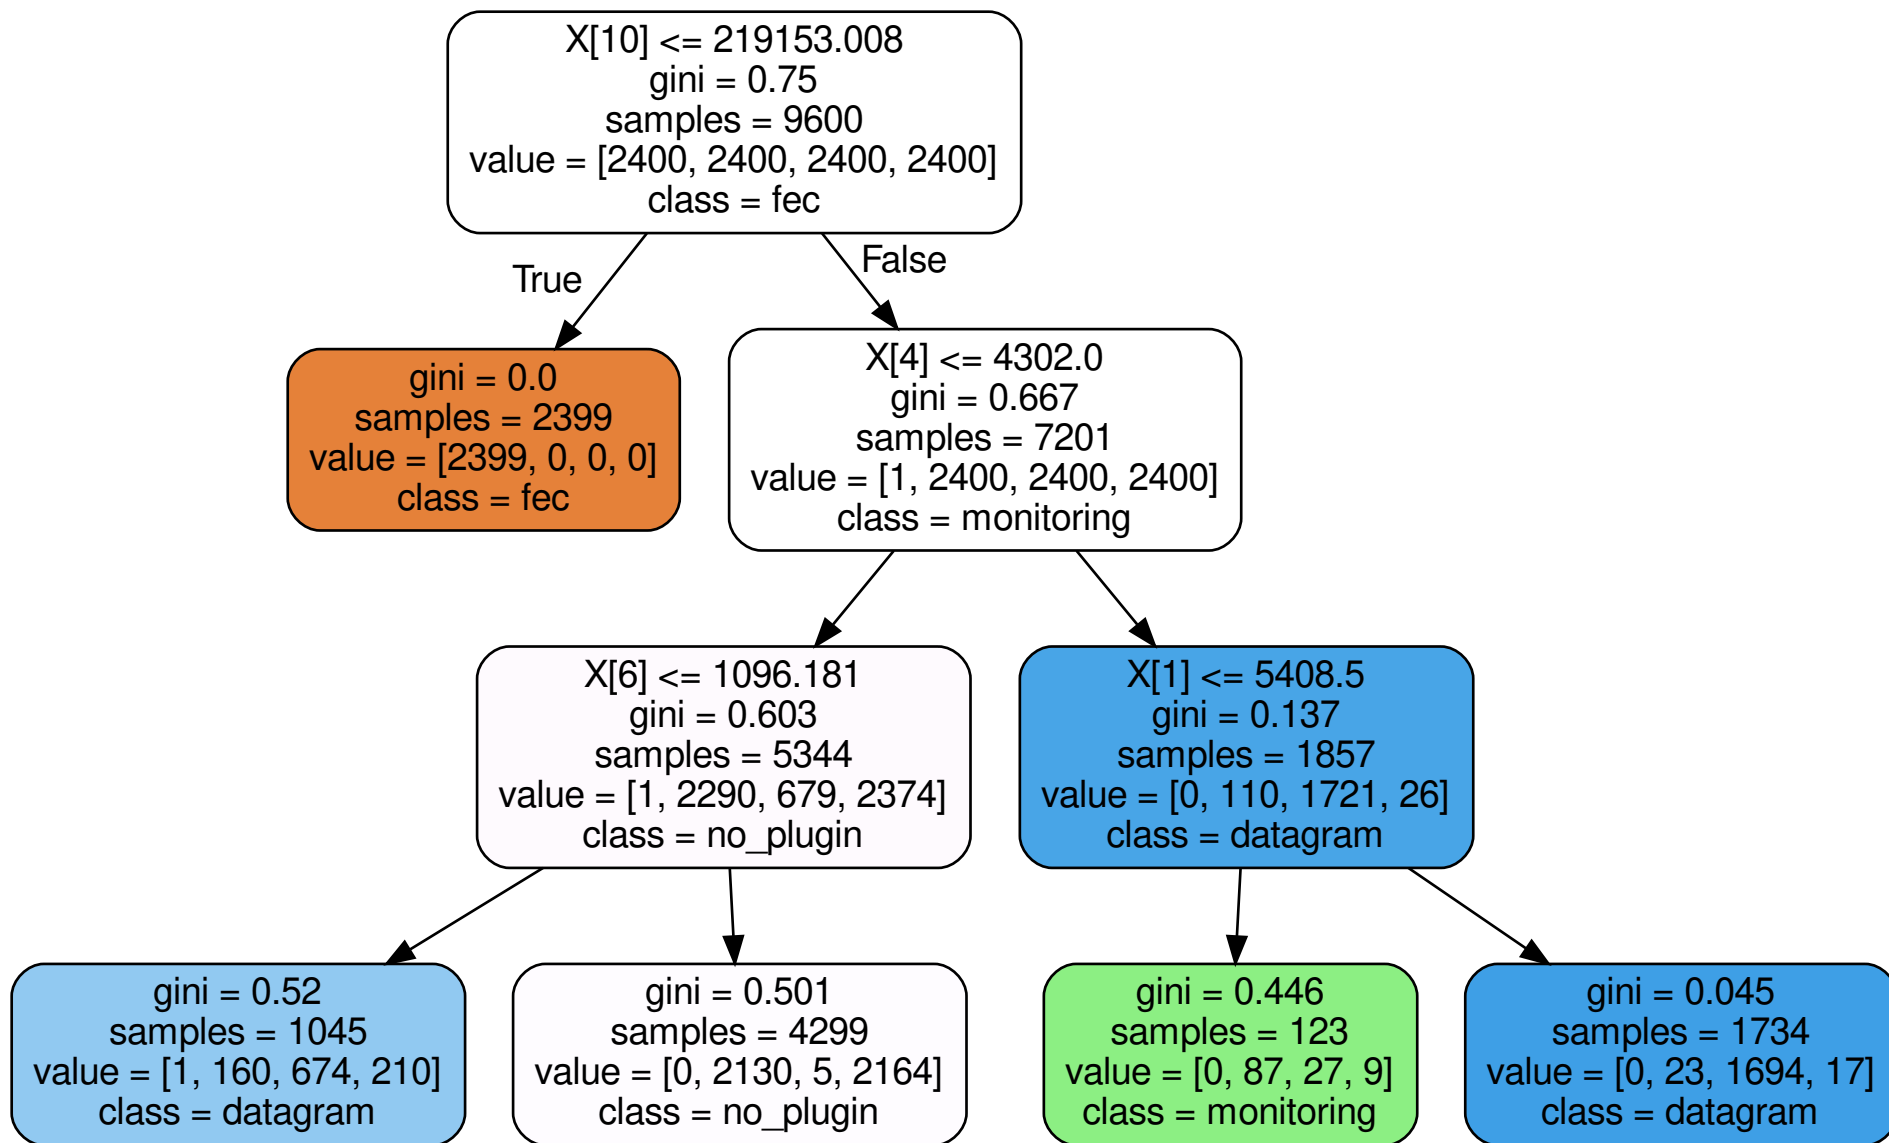 X[10] <= 219153.008
gini = 0.75
samples = 9600
value = [2400, 2400, 2400, 2400]
class = fec
True
False
gini = 0.0
samples = 2399
value = [2399, 0, 0, 0]
class = fec
X[4] <= 4302.0
gini = 0.667
samples = 7201
value = [1, 2400, 2400, 2400]
class = monitoring
X[6] <= 1096.181
gini = 0.603
samples = 5344
value = [1, 2290, 679, 2374]
class = no_plugin
X[1] <= 5408.5
gini = 0.137
samples = 1857
value = [0, 110, 1721, 26]
class = datagram
gini = 0.52
samples = 1045
value = [1, 160, 674, 210]
class = datagram
gini = 0.501
samples = 4299
value = [0, 2130, 5, 2164]
class = no_plugin
gini = 0.446
samples = 123
value = [0, 87, 27, 9]
class = monitoring
gini = 0.045
samples = 1734
value = [0, 23, 1694, 17]
class = datagram